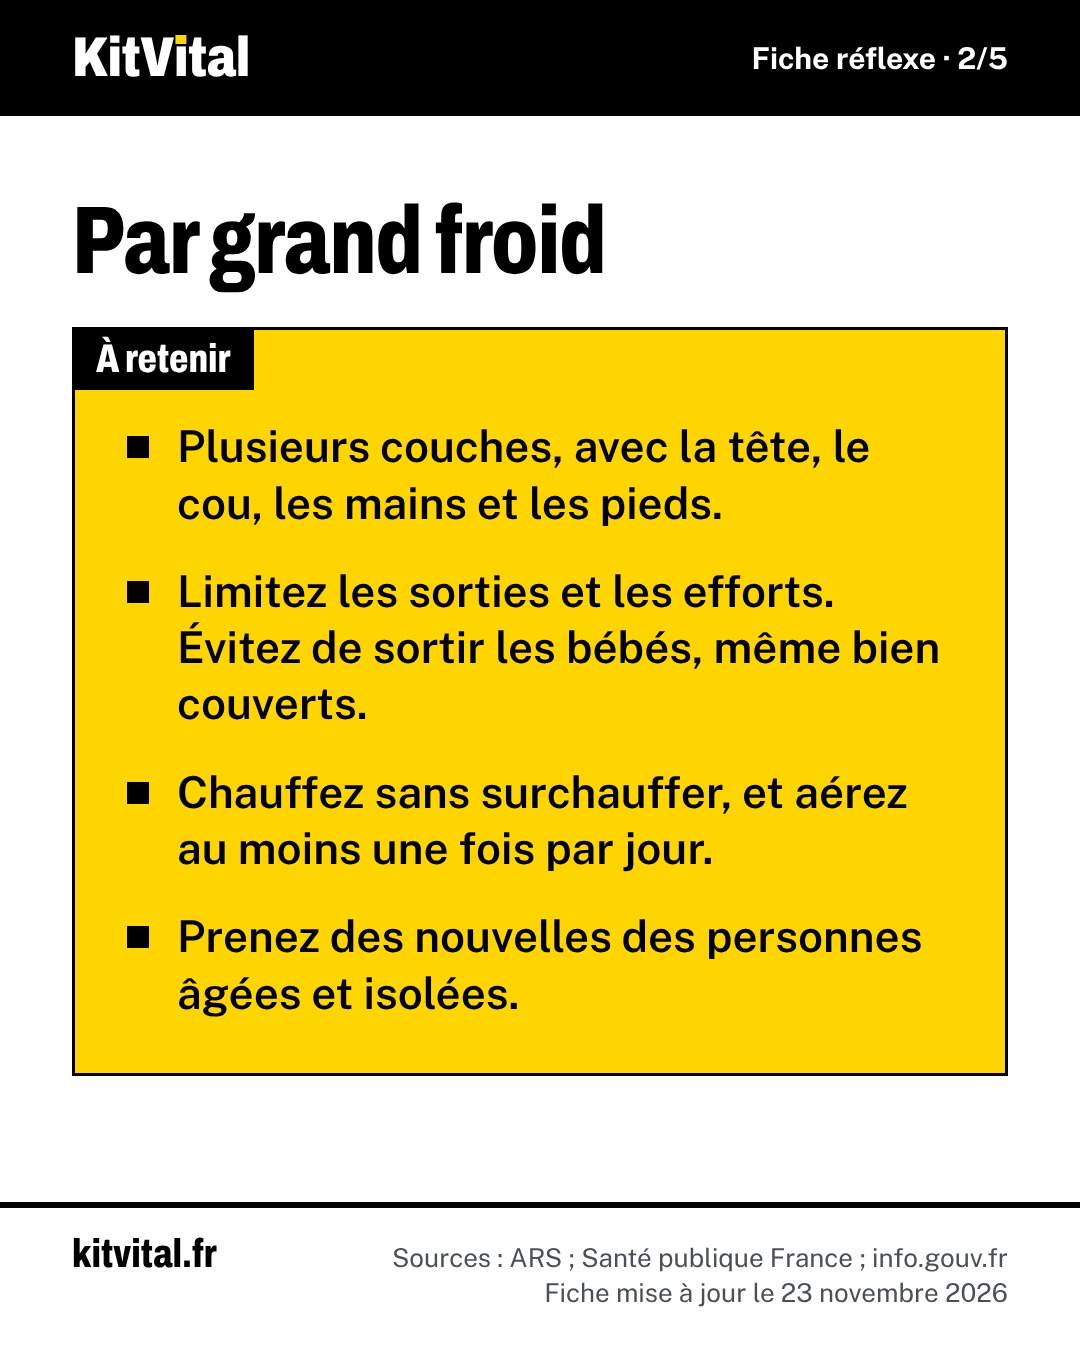 KitVital
Fiche réflexe · 2/5
Par grand froid
À retenir
Plusieurs couches, avec la tête, le
cou, les mains et les pieds.
Limitez les sorties et les efforts.
Évitez de sortir les bébés, même bien
couverts.
Chauffez sans surchauffer, et aérez
au moins une fois par jour.
Prenez des nouvelles des personnes
âgées et isolées.
kitvital.fr
Sources : ARS ; Santé publique France ; info.gouv.fr
Fiche mise à jour le 23 novembre 2026